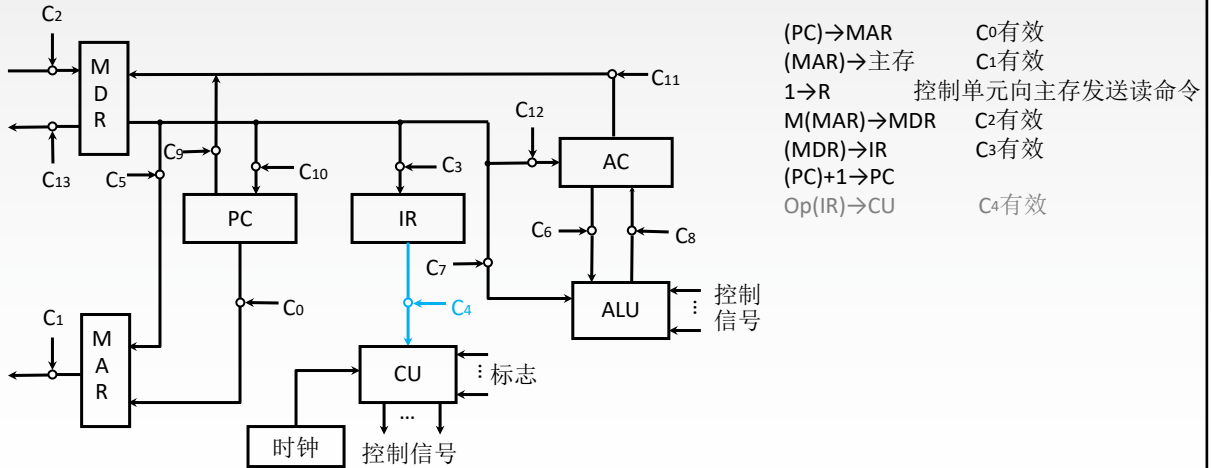 C2
M
D
R
C11
C12
C9
C3
AC
C13
C5
C10
PC
IR
C6
C8
C7
C0
C4
ALU
控制
信号
⋮
C1
M
A
R
CU
⋮ 标志
...
时钟
控制信号
(PC)→MAR C0有效
(MAR)→主存 C1有效
1→R 控制单元向主存发送读命令
M(MAR)→MDR C2有效
(MDR)→IR C3有效
(PC)+1→PC
Op(IR)→CU C4有效